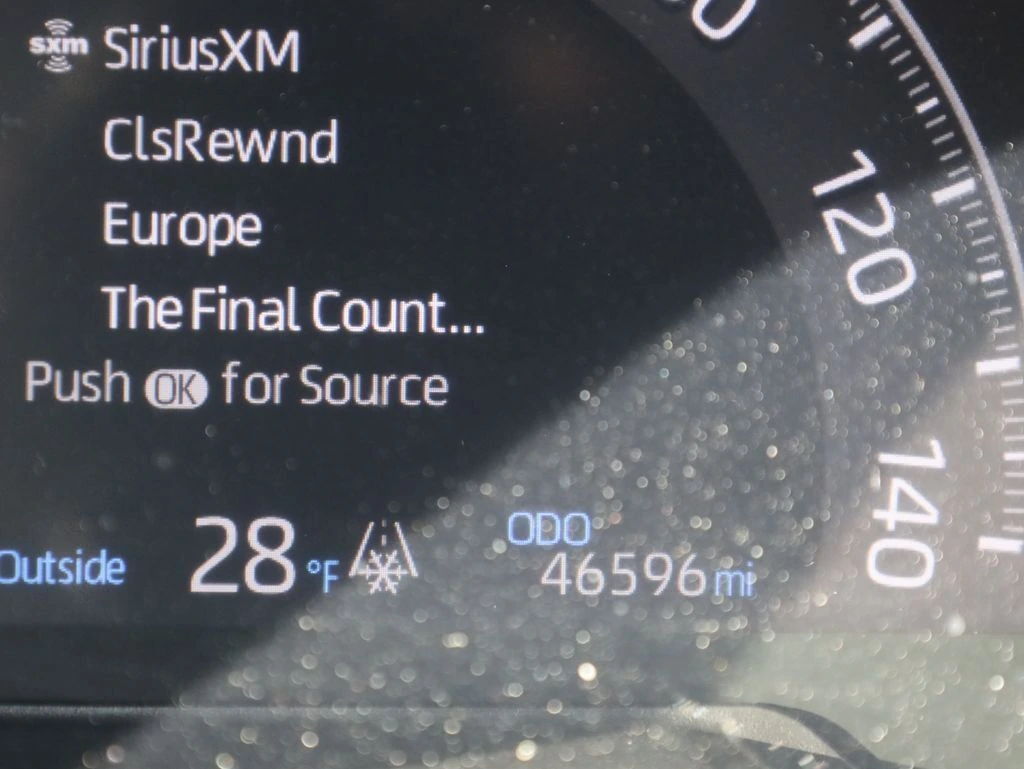 sxm SiriusXM
ClsRewnd
Europe
The Final Count...
Push OK for Source
Outside 28 °F
ODO
46596 mi
120
140